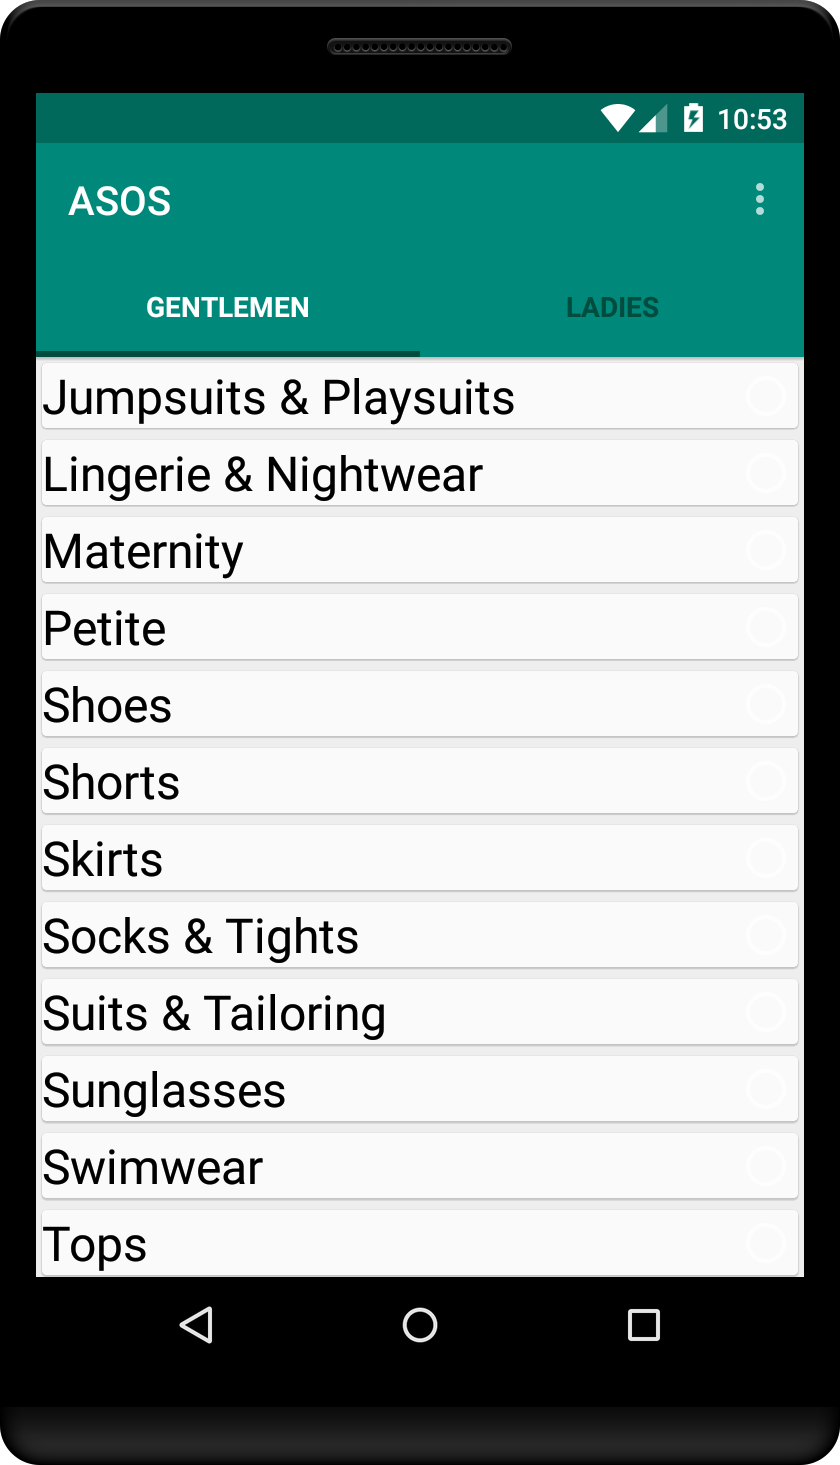 10:53
ASOS
GENTLEMEN
LADIES
Jumpsuits & Playsuits
Lingerie & Nightwear
Maternity
Petite
Shoes
Shorts
Skirts
Socks & Tights
Suits & Tailoring
Sunglasses
Swimwear
Tops